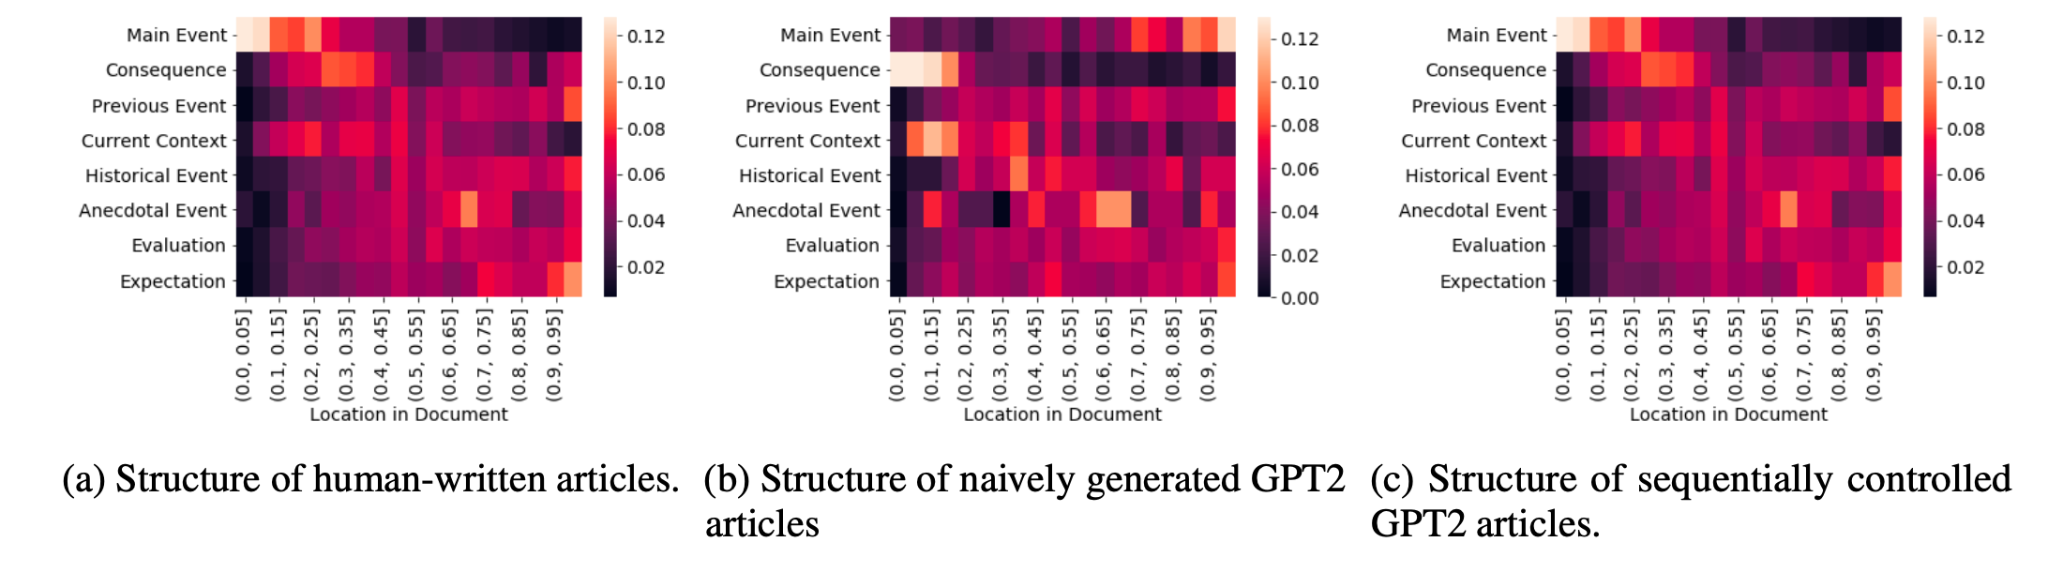 Main Event
Consequence
Previous Event
Current Context
Historical Event
Anecdotal Event
Evaluation
Expectation
0.12
0.10
0.08
0.06
0.04
0.02
(0.0, 0.05]
(0.1, 0.15]
(0.2, 0.25]
(0.3, 0.35]
(0.4, 0.45]
(0.5, 0.55]
(0.6, 0.65]
(0.7, 0.75]
(0.8, 0.85]
(0.9, 0.95]
Location in Document
(a) Structure of human-written articles.
Main Event
Consequence
Previous Event
Current Context
Historical Event
Anecdotal Event
Evaluation
Expectation
0.12
0.10
0.08
0.06
0.04
0.02
0.00
(0.0, 0.05]
(0.1, 0.15]
(0.2, 0.25]
(0.3, 0.35]
(0.4, 0.45]
(0.5, 0.55]
(0.6, 0.65]
(0.7, 0.75]
(0.8, 0.85]
(0.9, 0.95]
Location in Document
(b) Structure of naively generated GPT2
articles
Main Event
Consequence
Previous Event
Current Context
Historical Event
Anecdotal Event
Evaluation
Expectation
0.12
0.10
0.08
0.06
0.04
0.02
(0.0, 0.05]
(0.1, 0.15]
(0.2, 0.25]
(0.3, 0.35]
(0.4, 0.45]
(0.5, 0.55]
(0.6, 0.65]
(0.7, 0.75]
(0.8, 0.85]
(0.9, 0.95]
Location in Document
(c) Structure of sequentially controlled
GPT2 articles.